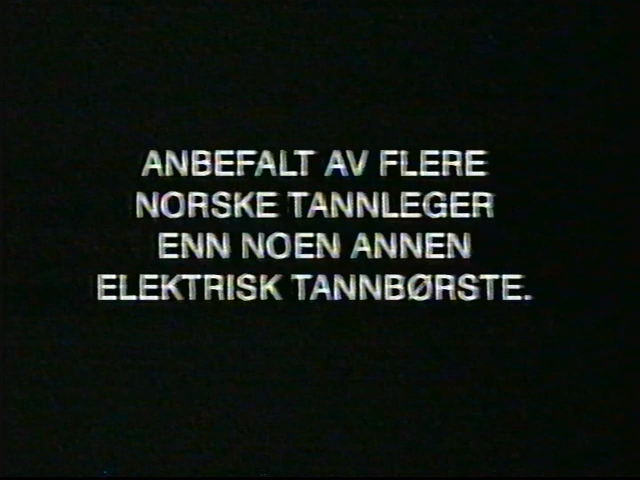 ANBEFALT AV FLERE
NORSKE TANNLEGER
ENN NOEN ANNEN
ELEKTRISK TANNBØRSTE.